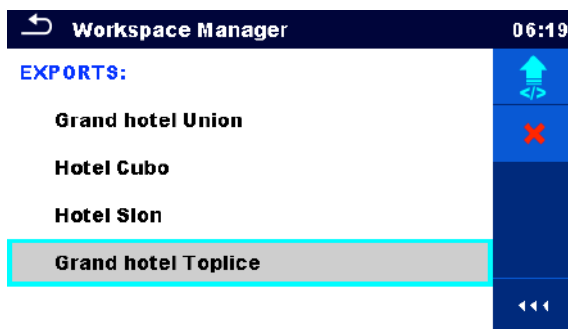 Workspace Manager 06:19
EXPORTS:
</>
Grand hotel Union
Hotel Cubo
Hotel Slon
Grand hotel Toplice